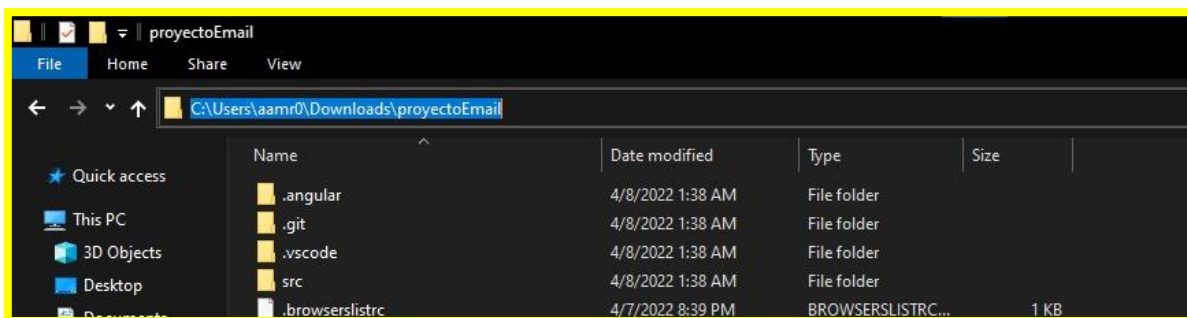 proyectoEmail
File Home Share View
C:\Users\aamr0\Downloads\proyectoEmail
Name Date modified Type Size
Quick access
.angular 4/8/2022 1:38 AM File folder
This PC
.git 4/8/2022 1:38 AM File folder
3D Objects
.vscode 4/8/2022 1:38 AM File folder
Desktop
src 4/8/2022 1:38 AM File folder
Documents
.browserslistrc 4/7/2022 8:39 PM BROWSERSLISTRC... 1 KB